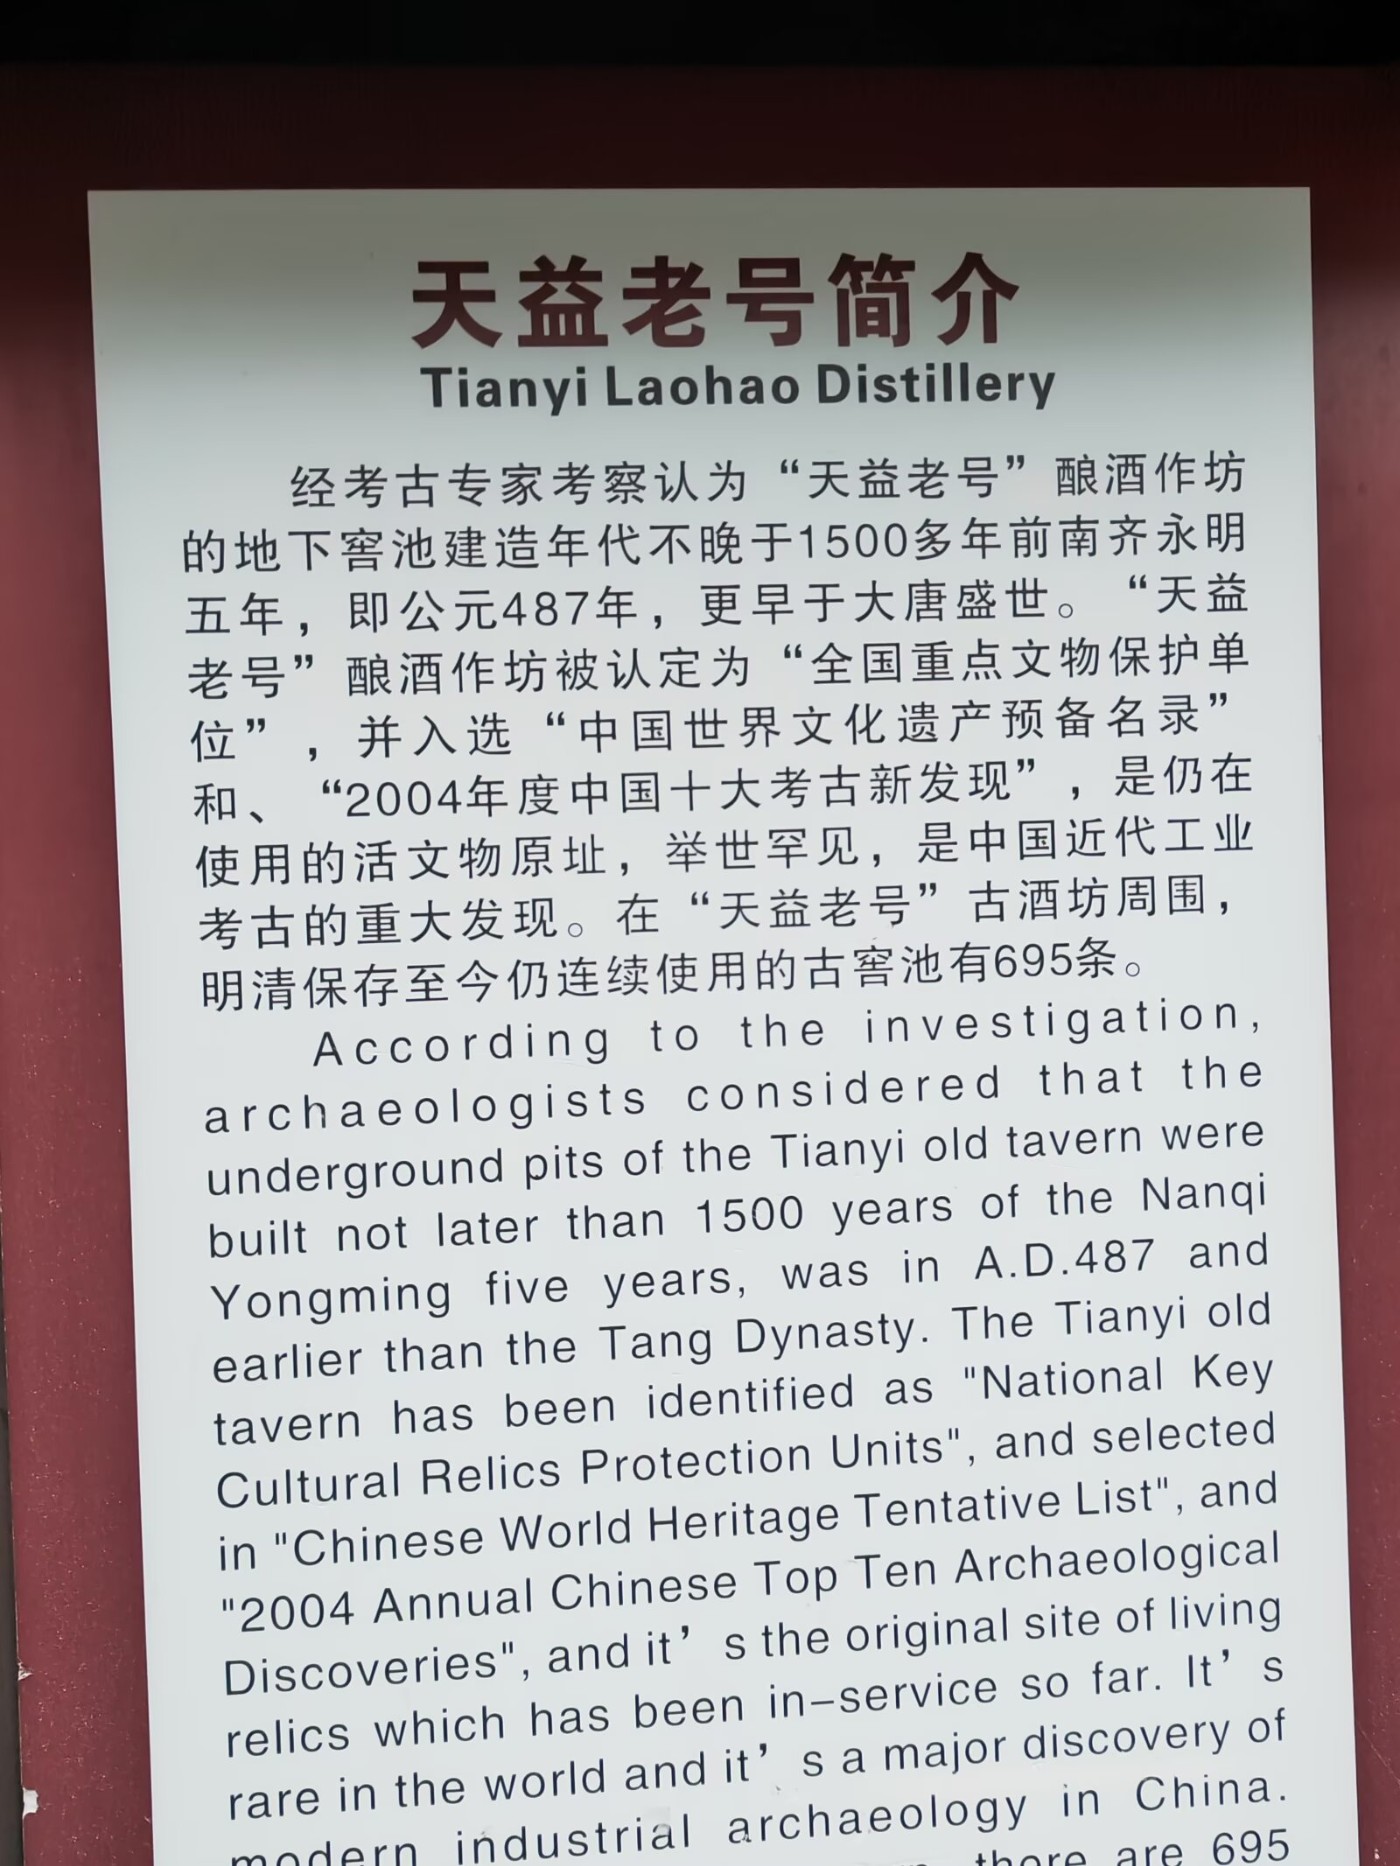 天益老号简介
Tianyi Laohao Distillery
经考古专家考察认为“天益老号”酿酒作坊
的地下窖池建造年代不晚于1500多年前南齐永明
五年，即公元487年，更早于大唐盛世。“天益
老号”酿酒作坊被认定为“全国重点文物保护单
位”，并入选“中国世界文化遗产预备名录”
和、“2004年度中国十大考古新发现”，是仍在
使用的活文物原址，举世罕见，是中国近代工业
考古的重大发现。在“天益老号”古酒坊周围，
明清保存至今仍连续使用的古窖池有695条。
According to the investigation,
archaeologists considered that the
underground pits of the Tianyi old tavern were
built not later than 1500 years of the Nanqi
Yongming five years, was in A.D.487 and
earlier than the Tang Dynasty. The Tianyi old
tavern has been identified as "National Key
Cultural Relics Protection Units", and selected
in "Chinese World Heritage Tentative List", and
"2004 Annual Chinese Top Ten Archaeological
Discoveries", and it’s the original site of living
relics which has been in-service so far. It’s
rare in the world and it’s a major discovery of
modern industrial archaeology in China.
there are 695